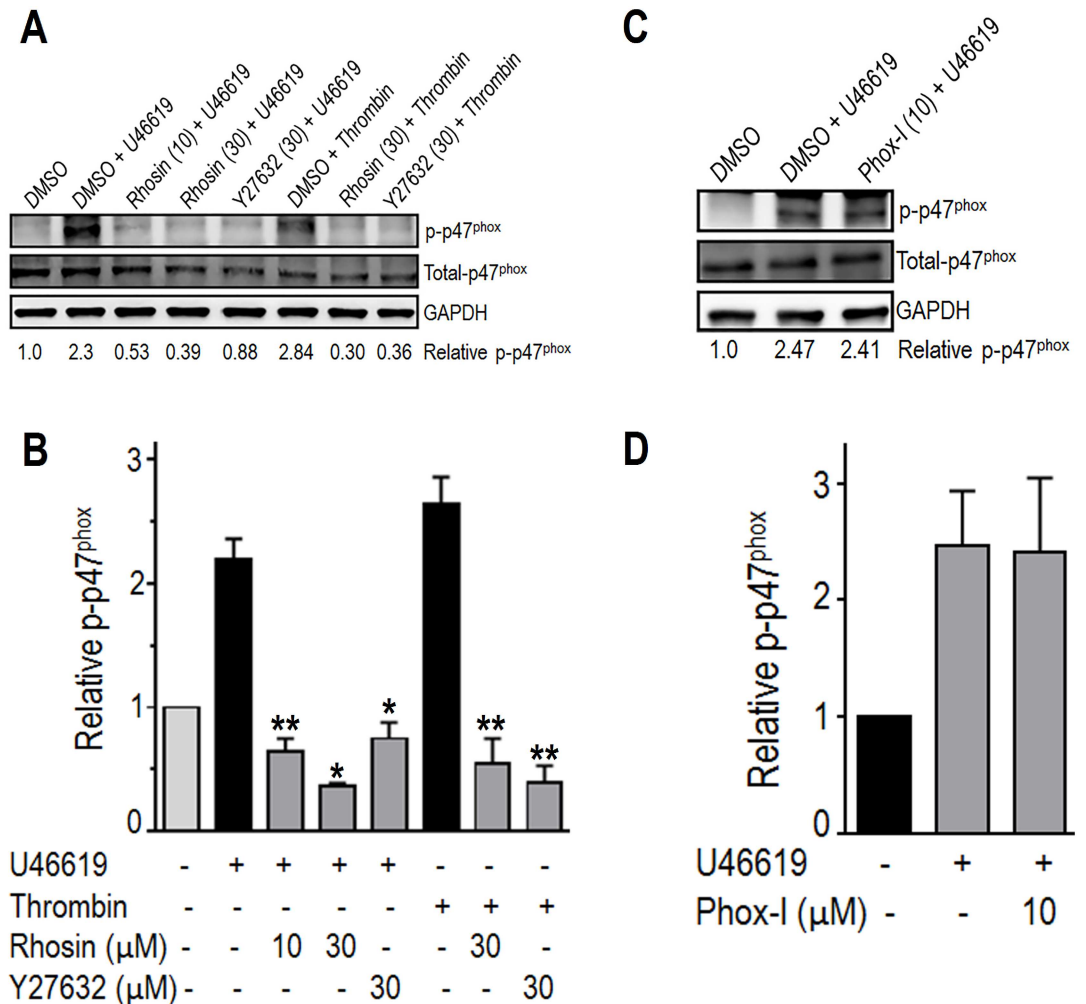 A
DMSO
DMSO + U46619
Rhosin (10) + U46619
Rhosin (30) + U46619
Y27632 (30) + U46619
DMSO + Thrombin
Rhosin (30) + Thrombin
Y27632 (30) + Thrombin
p-p47phox
Total-p47phox
GAPDH
1.0 2.3 0.53 0.39 0.88 2.84 0.30 0.36 Relative p-p47phox
C
DMSO
DMSO + U46619
Phox-I (10) + U46619
p-p47phox
Total-p47phox
GAPDH
1.0 2.47 2.41 Relative p-p47phox
B
Relative p-p47phox
3
2
1
0
** * * ** **
U46619 - + + + + - - -
Thrombin - - - - - + + +
Rhosin (μM) - - 10 30 - - 30 -
Y27632 (μM) - - - - 30 - - 30
D
Relative p-p47phox
3
2
1
0
U46619 - + +
Phox-I (μM) - - 10